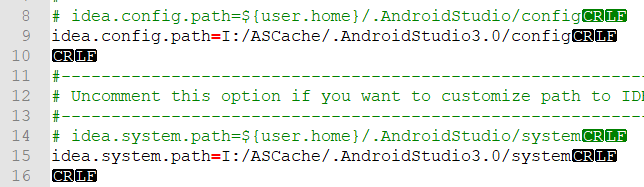 8 # idea.config.path=${user.home}/.AndroidStudio/configCRLF
9 idea.config.path=I:/ASCache/.AndroidStudio3.0/configCRLF
10 CRLF
11 #---------------------------------------------------------
12 # Uncomment this option if you want to customize path to
13 #---------------------------------------------------------
14 # idea.system.path=${user.home}/.AndroidStudio/systemCRLF
15 idea.system.path=I:/ASCache/.AndroidStudio3.0/systemCRLF
16 CRLF